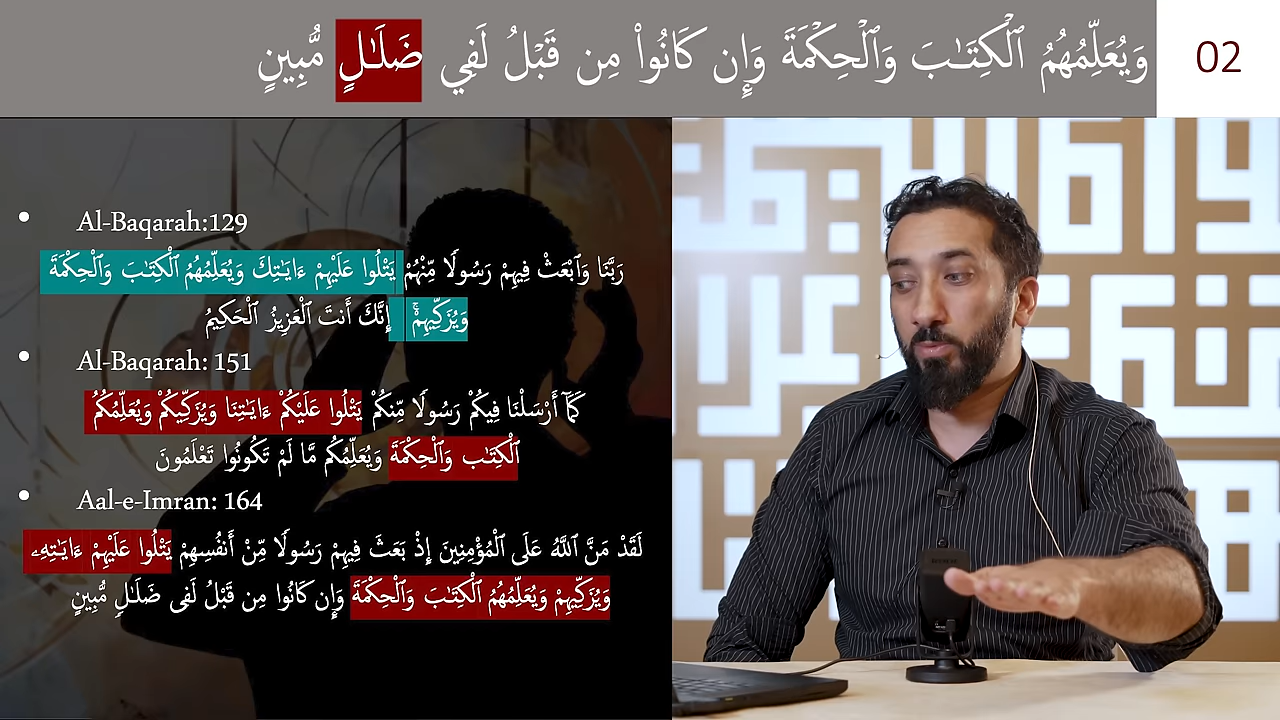 وَيُعَلِّمُهُمُ ٱلْكِتَـٰبَ وَٱلْحِكْمَةَ وَإِن كَانُوا۟ مِن قَبْلُ لَفِي ضَلَـٰلٍ مُّبِينٍ
02
Al-Baqarah:129
رَبَّنَا وَٱبْعَثْ فِيهِمْ رَسُولًا مِّنْهُمْ يَتْلُوا عَلَيْهِمْ ءَايَـٰتِكَ وَيُعَلِّمُهُمُ ٱلْكِتَـٰبَ وَٱلْحِكْمَةَ
وَيُزَكِّيهِمْۚ إِنَّكَ أَنتَ ٱلْعَزِيزُ ٱلْحَكِيمُ
Al-Baqarah: 151
كَمَآ أَرْسَلْنَا فِيكُمْ رَسُولًا مِّنكُمْ يَتْلُوا عَلَيْكُمْ ءَايَـٰتِنَا وَيُزَكِّيكُمْ وَيُعَلِّمُكُمُ
ٱلْكِتَـٰب وَٱلْحِكْمَةَ وَيُعَلِّمُكُم مَّا لَمْ تَكُونُوا تَعْلَمُونَ
Aal-e-Imran: 164
لَقَدْ مَنَّ ٱللَّهُ عَلَى ٱلْمُؤْمِنِينَ إِذْ بَعَثَ فِيهِمْ رَسُولًا مِّنْ أَنفُسِهِمْ يَتْلُوا عَلَيْهِمْ ءَايَـٰتِهِۦ
وَيُزَكِّيهِمْ وَيُعَلِّمُهُمُ ٱلْكِتَـٰبَ وَٱلْحِكْمَةَ وَإِن كَانُوا مِن قَبْلُ لَفِى ضَلَـٰلٍ مُّبِينٍ